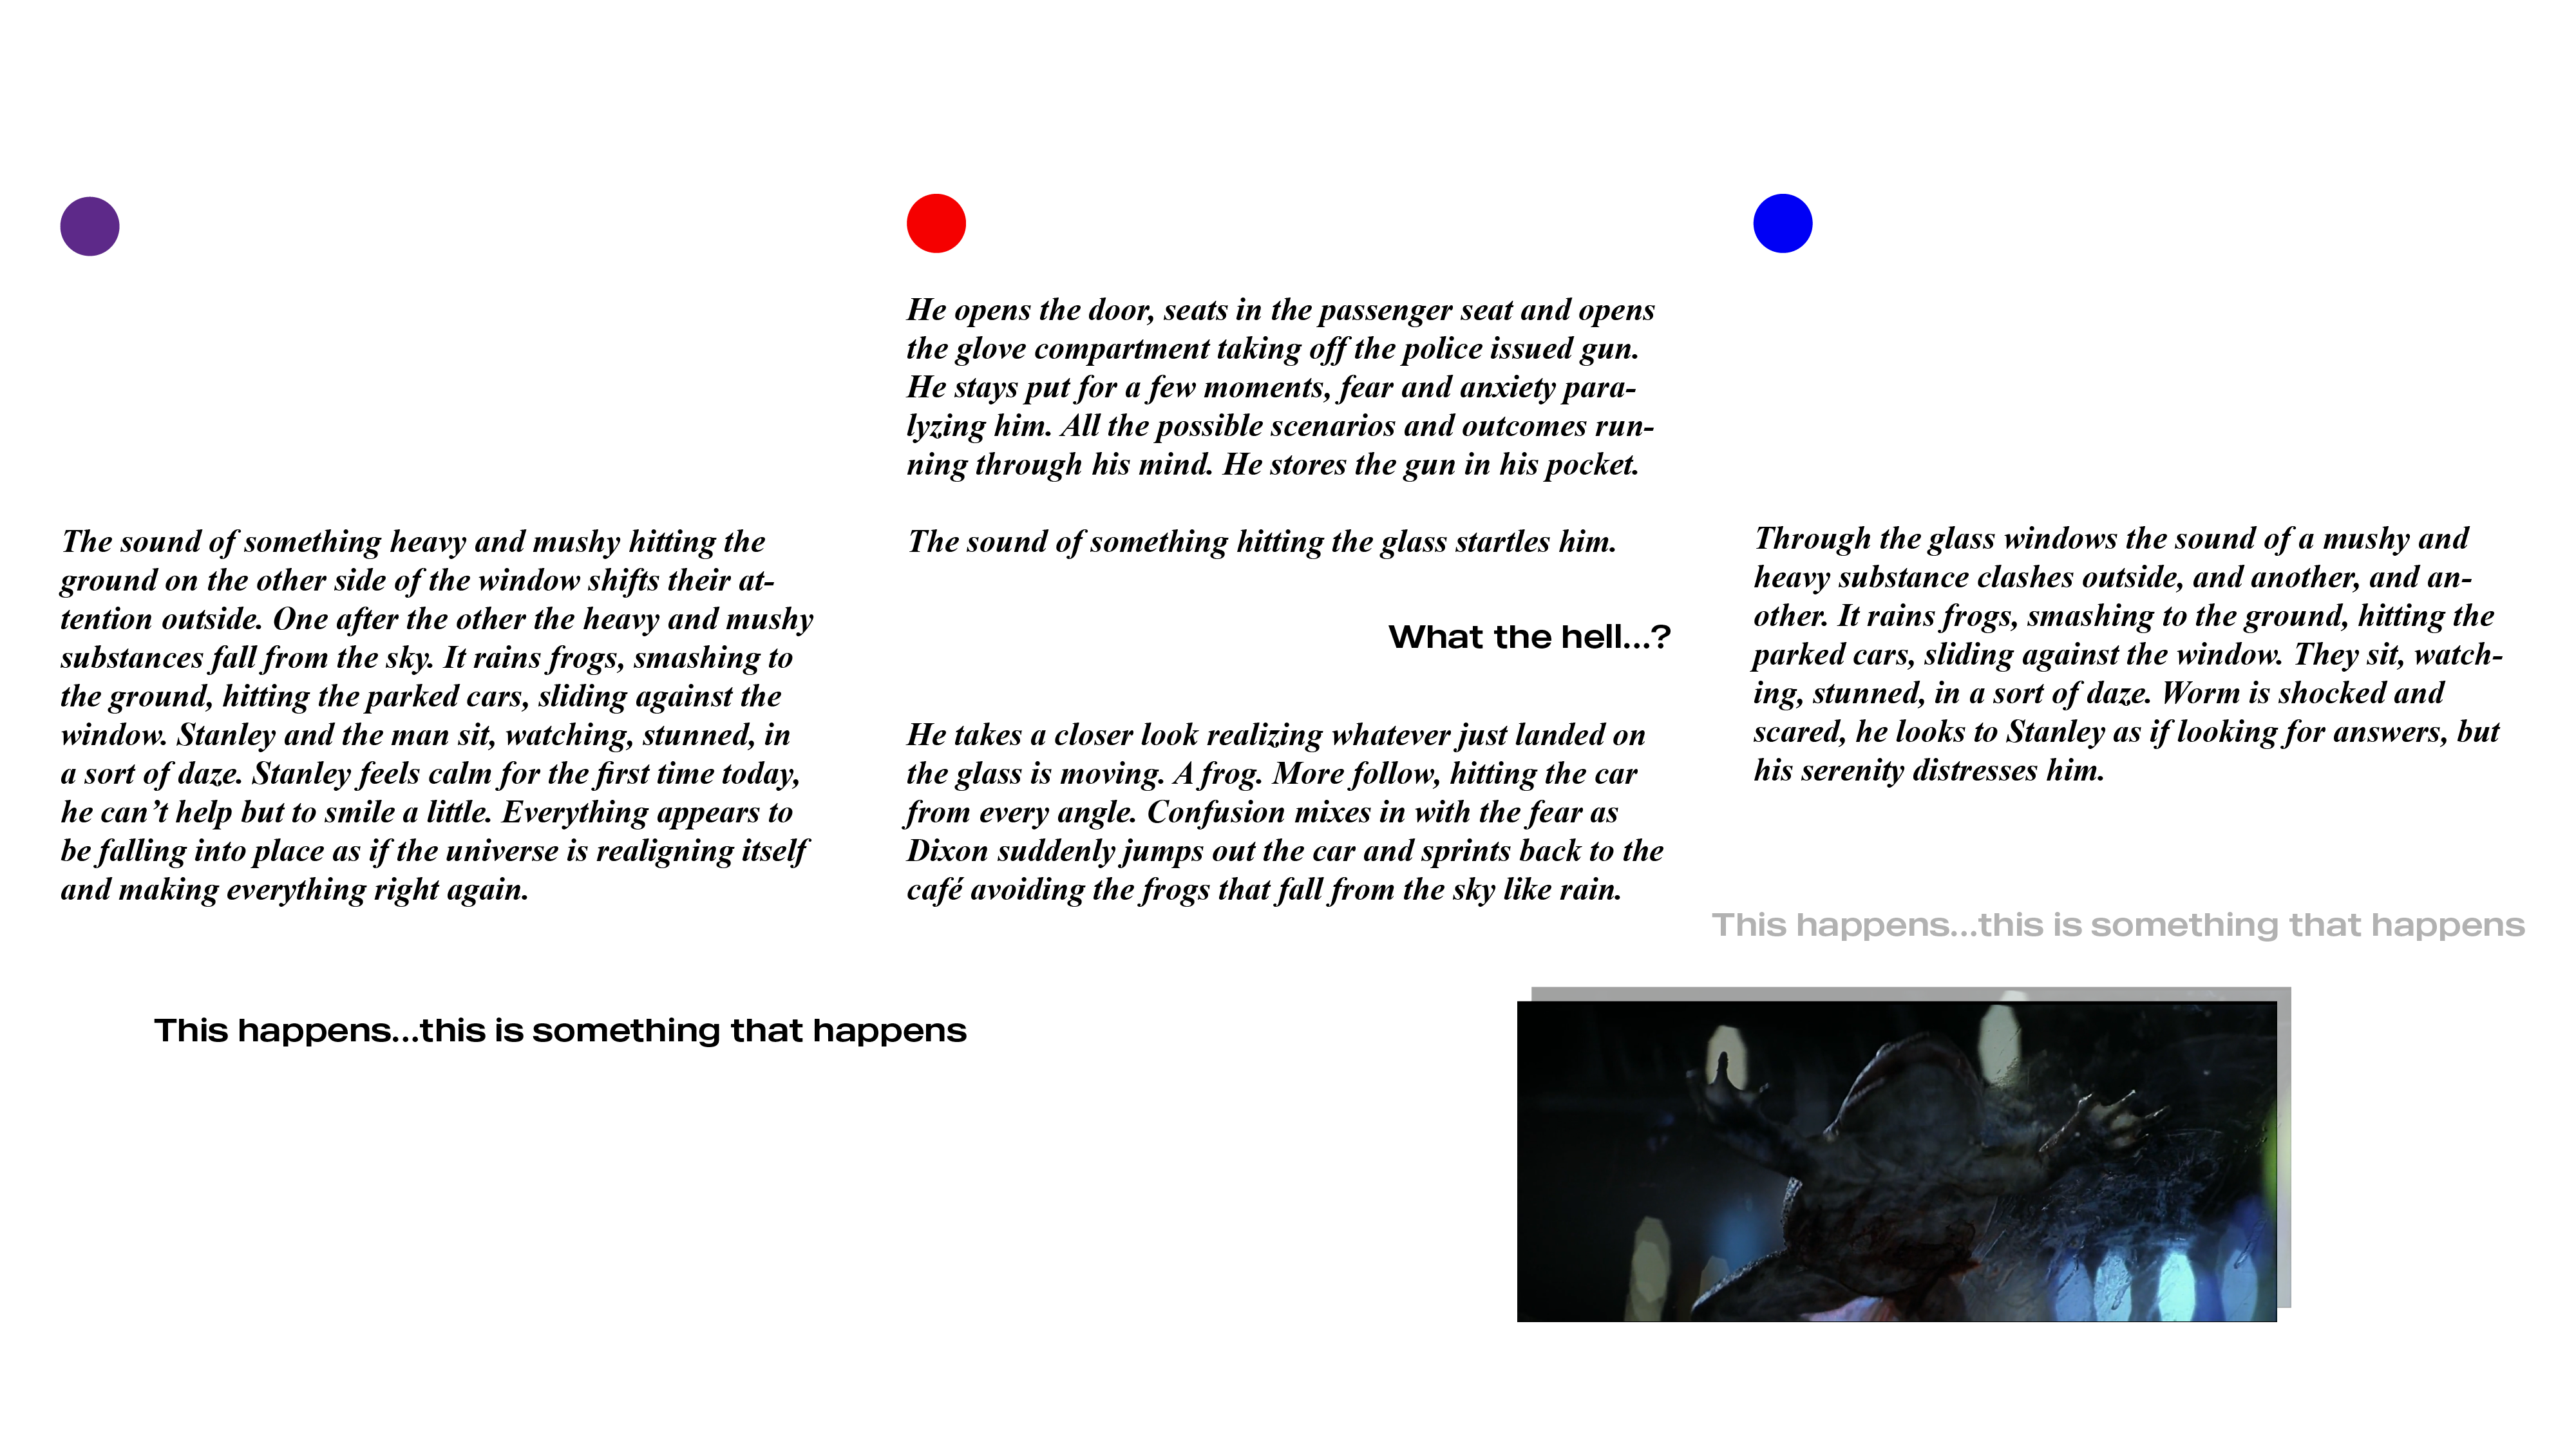 The sound of something heavy and mushy hitting the
ground on the other side of the window shifts their at-
tention outside. One after the other the heavy and mushy
substances fall from the sky. It rains frogs, smashing to
the ground, hitting the parked cars, sliding against the
window. Stanley and the man sit, watching, stunned, in
a sort of daze. Stanley feels calm for the first time today,
he can’t help but to smile a little. Everything appears to
be falling into place as if the universe is realigning itself
and making everything right again.
This happens...this is something that happens
He opens the door, seats in the passenger seat and opens
the glove compartment taking off the police issued gun.
He stays put for a few moments, fear and anxiety para-
lyzing him. All the possible scenarios and outcomes run-
ning through his mind. He stores the gun in his pocket.
The sound of something hitting the glass startles him.
What the hell...?
He takes a closer look realizing whatever just landed on
the glass is moving. A frog. More follow, hitting the car
from every angle. Confusion mixes in with the fear as
Dixon suddenly jumps out the car and sprints back to the
café avoiding the frogs that fall from the sky like rain.
Through the glass windows the sound of a mushy and
heavy substance clashes outside, and another, and an-
other. It rains frogs, smashing to the ground, hitting the
parked cars, sliding against the window. They sit, watch-
ing, stunned, in a sort of daze. Worm is shocked and
scared, he looks to Stanley as if looking for answers, but
his serenity distresses him.
This happens...this is something that happens